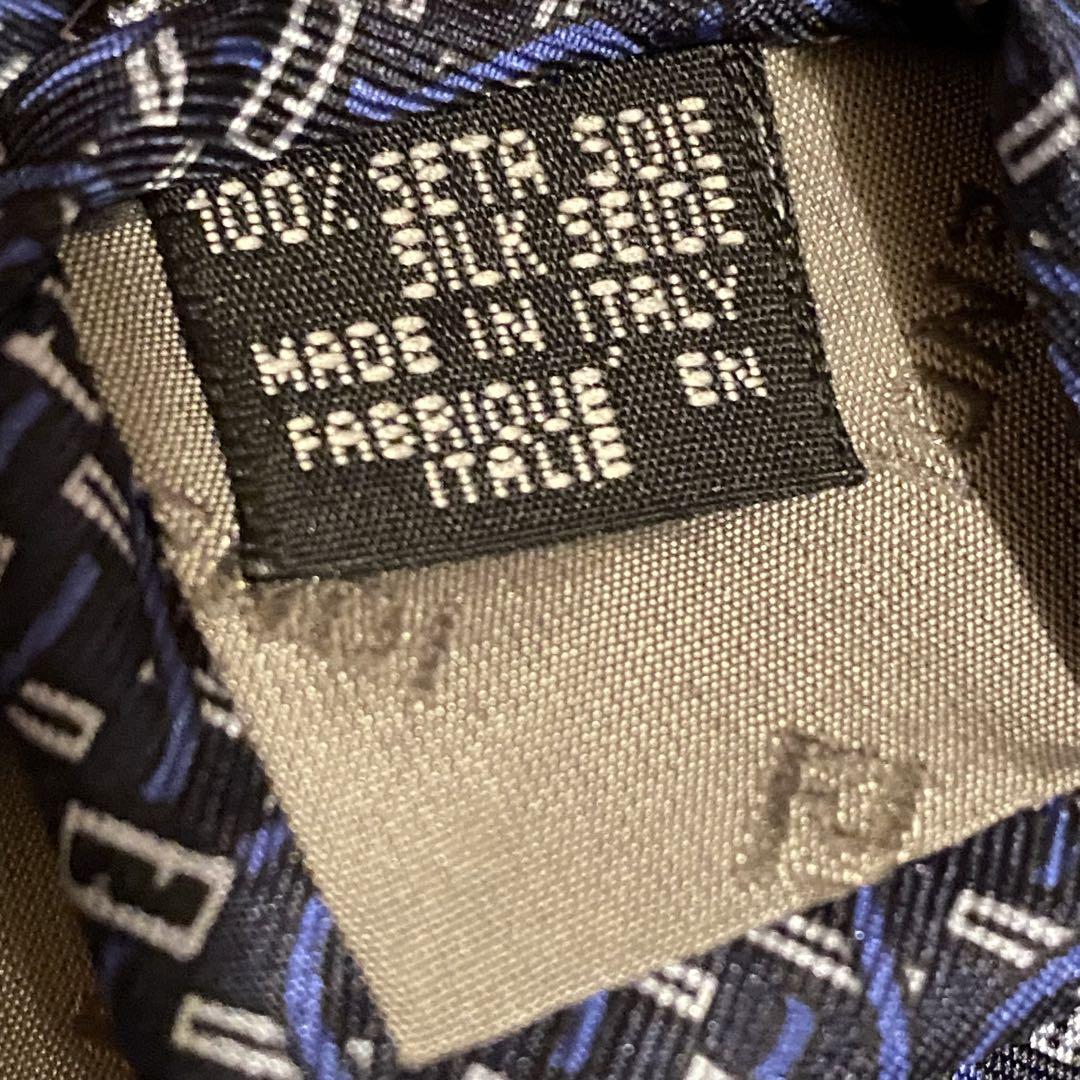 100% SETA SOIE
SILK SEIDE
MADE IN ITALY
FABRIQUE' EN
ITALIE